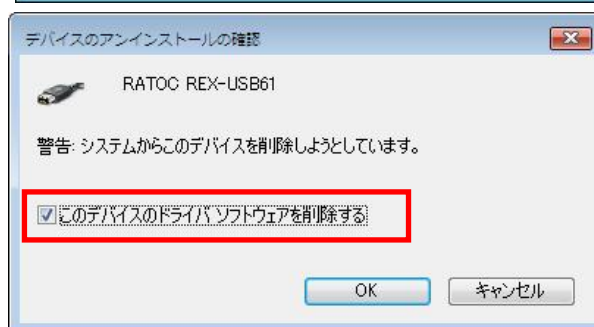 デバイスのアンインストールの確認
RATOC REX-USB61
警告: システムからこのデバイスを削除しようとしています。
このデバイスのドライバ ソフトウェアを削除する
OK
キャンセル